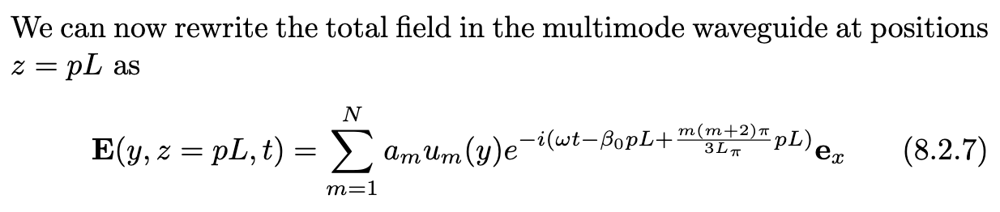 We can now rewrite the total field in the multimode waveguide at positions
z = pL as
E(y, z = pL, t) = \sum_{m=1}^{N} a_m u_m(y) e^{-i(ωt−β_0 pL+\frac{m(m+2)π}{3L_π} pL)} e_x (8.2.7)